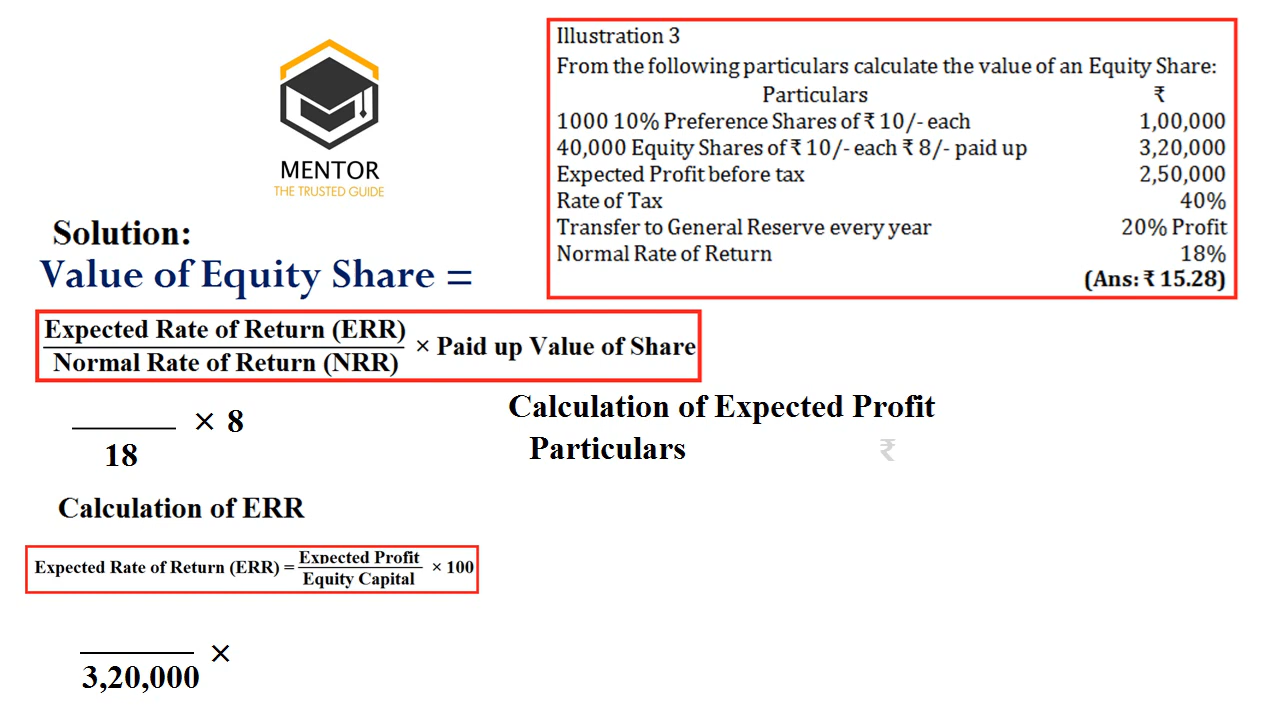 MENTOR
THE TRUSTED GUIDE
Illustration 3
From the following particulars calculate the value of an Equity Share:
Particulars ₹
1000 10% Preference Shares of ₹ 10/- each 1,00,000
40,000 Equity Shares of ₹ 10/- each ₹ 8/- paid up 3,20,000
Expected Profit before tax 2,50,000
Rate of Tax 40%
Transfer to General Reserve every year 20% Profit
Normal Rate of Return 18%
(Ans: ₹ 15.28)
Solution:
Value of Equity Share =
Expected Rate of Return (ERR)
Normal Rate of Return (NRR)
× Paid up Value of Share
× 8
18
Calculation of ERR
Expected Rate of Return (ERR) =
Expected Profit
Equity Capital
× 100
×
3,20,000
Calculation of Expected Profit
Particulars ₹